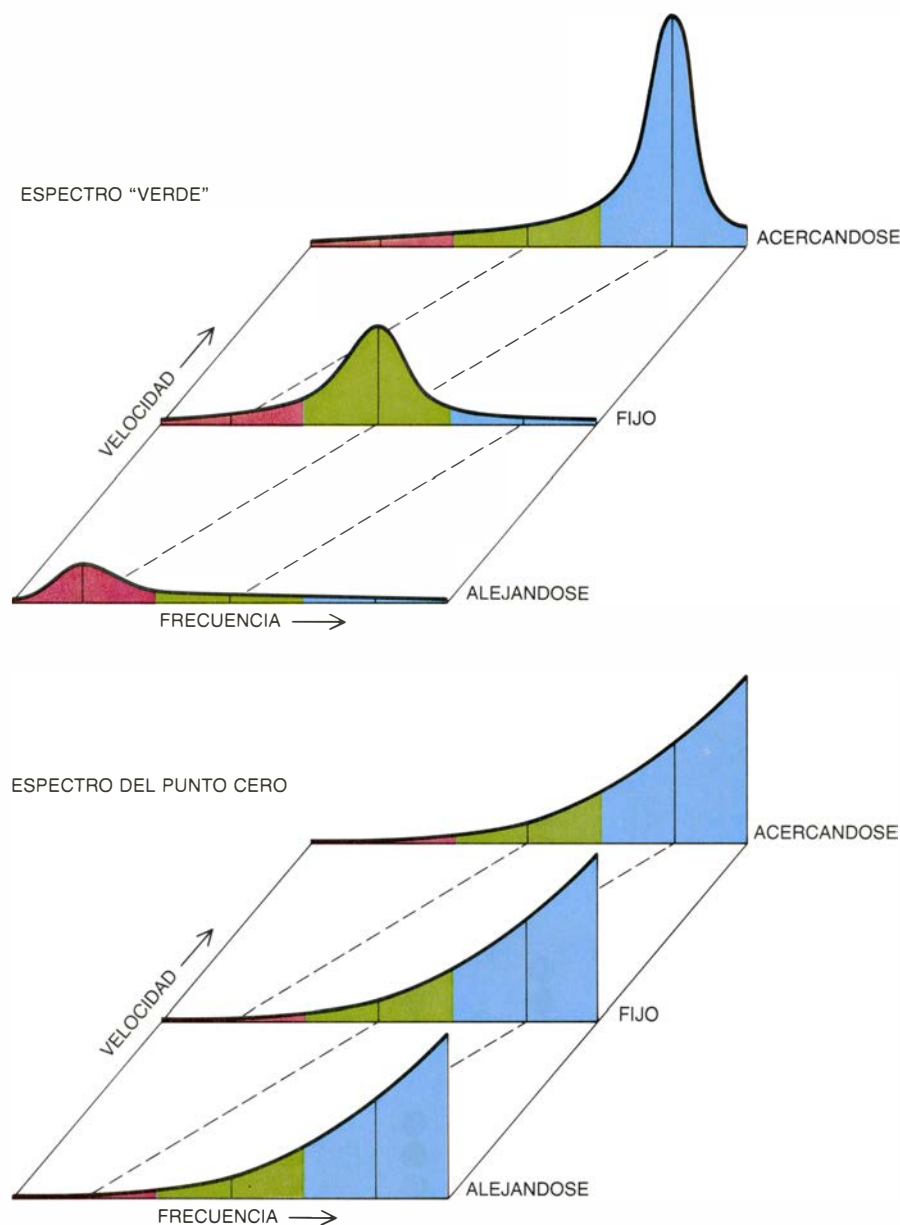 ESPECTRO “VERDE”
ACERCANDOSE
VELOCIDAD
FIJO
ALEJANDOSE
FRECUENCIA
ESPECTRO DEL PUNTO CERO
ACERCANDOSE
VELOCIDAD
FIJO
ALEJANDOSE
FRECUENCIA